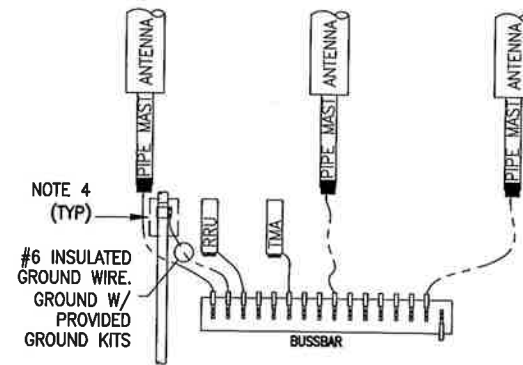 ANTENNA
ANTENNA
ANTENNA
PIPE MAST
PIPE MAST
PIPE MAST
NOTE 4
(TYP)
RRU
TMA
#6 INSULATED
GROUND WIRE.
GROUND W/
PROVIDED
GROUND KITS
BUSSBAR